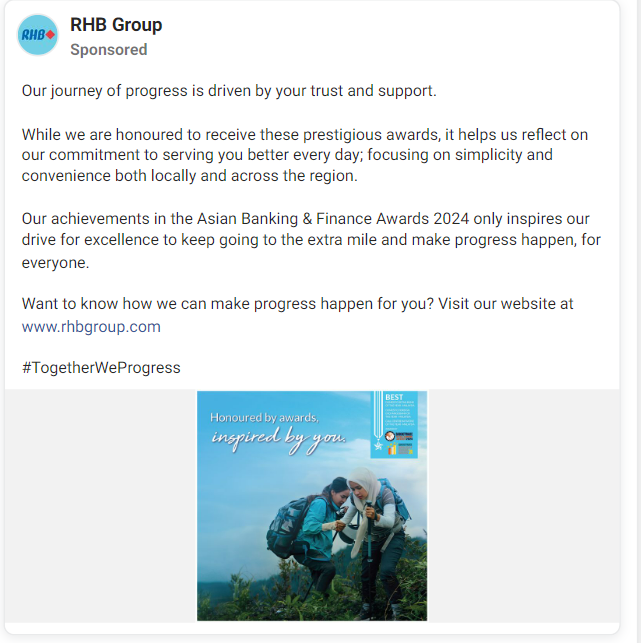 RHB
RHB Group
Sponsored
Our journey of progress is driven by your trust and support.
While we are honoured to receive these prestigious awards, it helps us reflect on
our commitment to serving you better every day; focusing on simplicity and
convenience both locally and across the region.
Our achievements in the Asian Banking & Finance Awards 2024 only inspires our
drive for excellence to keep going to the extra mile and make progress happen, for
everyone.
Want to know how we can make progress happen for you? Visit our website at
www.rhbgroup.com
#TogetherWeProgress
Honoured by awards,
inspired by you.
BEST